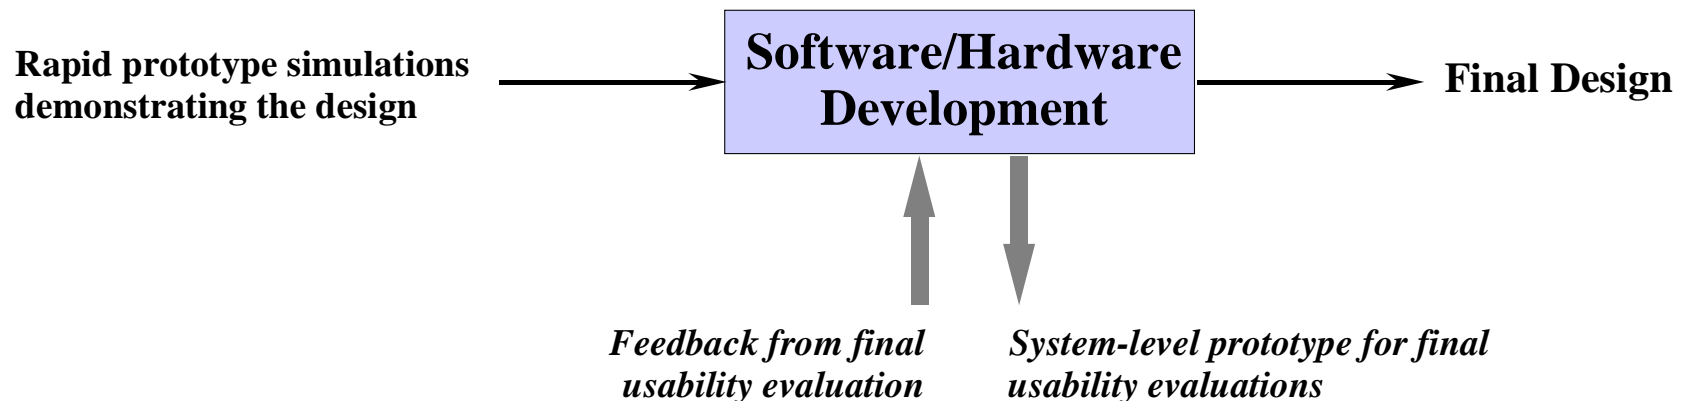 Rapid prototype simulations
demonstrating the design
Software/Hardware
Development
Final Design
Feedback from final
usability evaluation
System-level prototype for final
usability evaluations